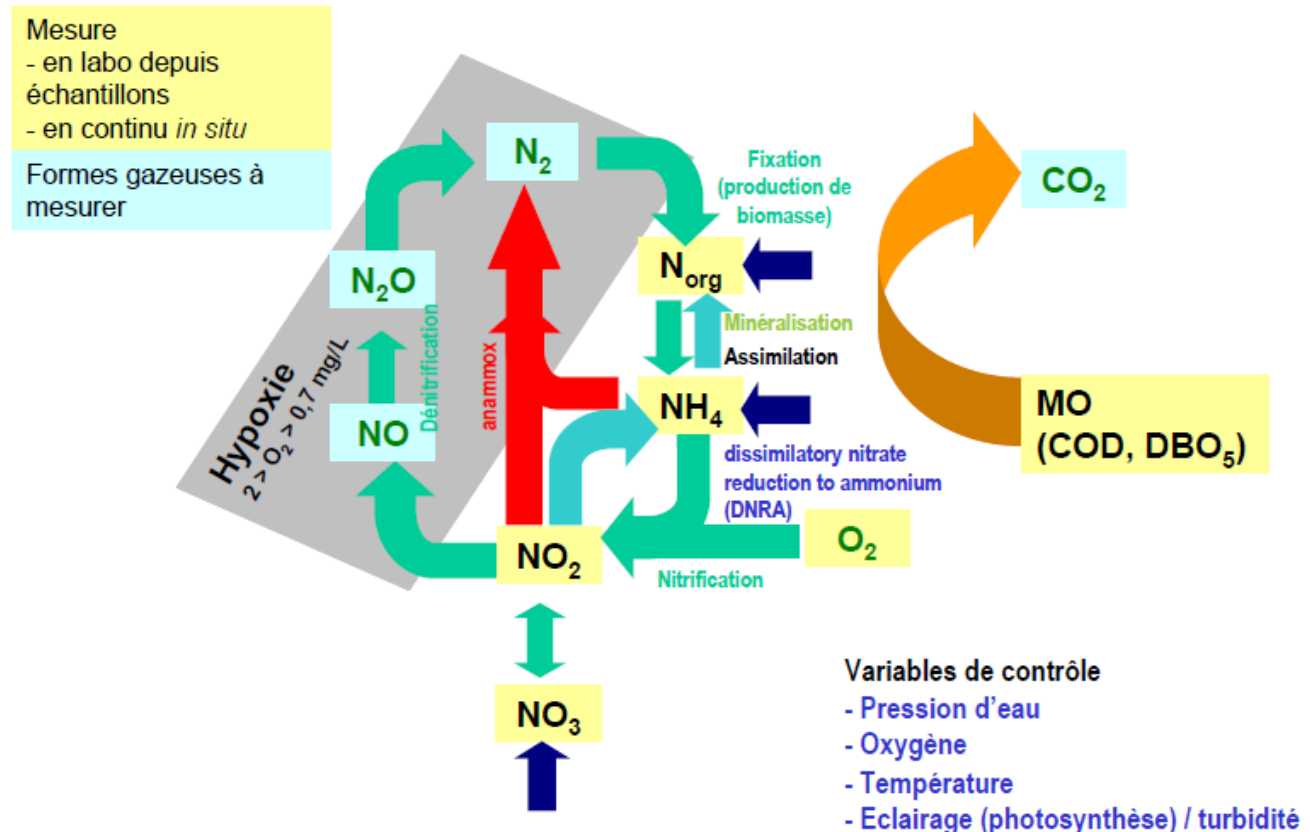 Mesure
- en labo depuis
échantillons
- en continu in situ
Formes gazeuses à
mesurer
N₂
Fixation
(production de
biomasse)
CO₂
N₂O
N_org
Minéralisation
Assimilation
Hypoxie
2 > O₂ > 0,7 mg/L
Dénitrification
anammox
NO
NH₄
MO
(COD, DBO₅)
dissimilatory nitrate
reduction to ammonium
(DNRA)
NO₂
O₂
Nitrification
NO₃
Variables de contrôle
- Pression d'eau
- Oxygène
- Température
- Eclairage (photosynthèse) / turbidité